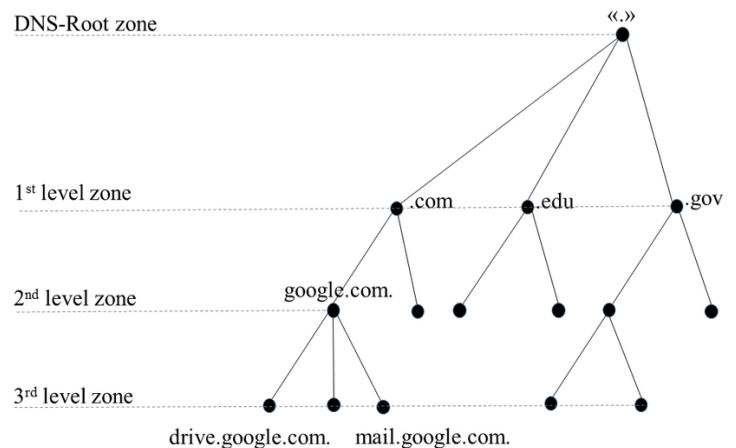 DNS-Root zone
«.»
1st level zone
.com
.edu
.gov
2nd level zone
google.com.
3rd level zone
drive.google.com.
mail.google.com.